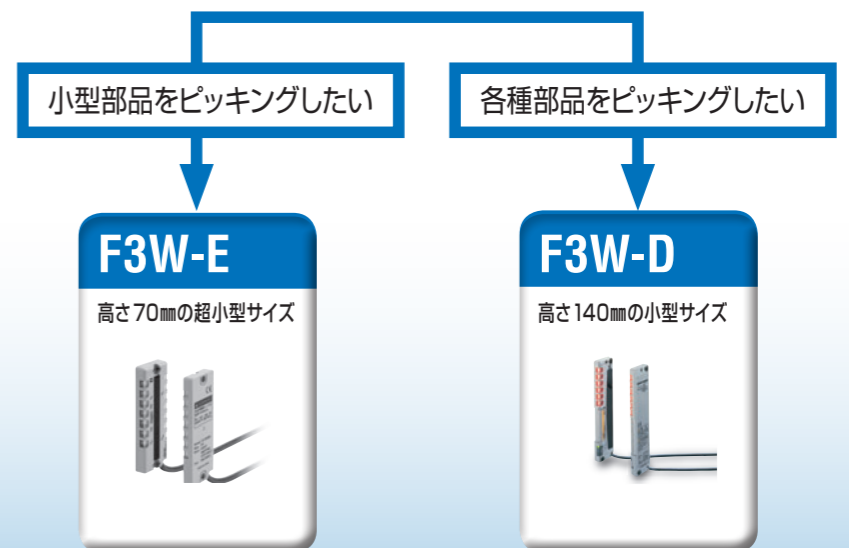 小型部品をピッキングしたい
各種部品をピッキングしたい
F3W-E
高さ70㎜の超小型サイズ
F3W-D
高さ140㎜の小型サイズ